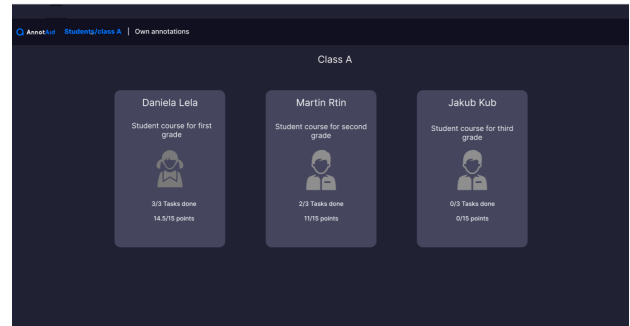 AnnotAid Students/class A | Own annotations
Class A
Daniela Lela
Student course for first
grade
3/3 Tasks done
14.5/15 points
Martin Rtin
Student course for second
grade
2/3 Tasks done
11/15 points
Jakub Kub
Student course for third
grade
0/3 Tasks done
0/15 points